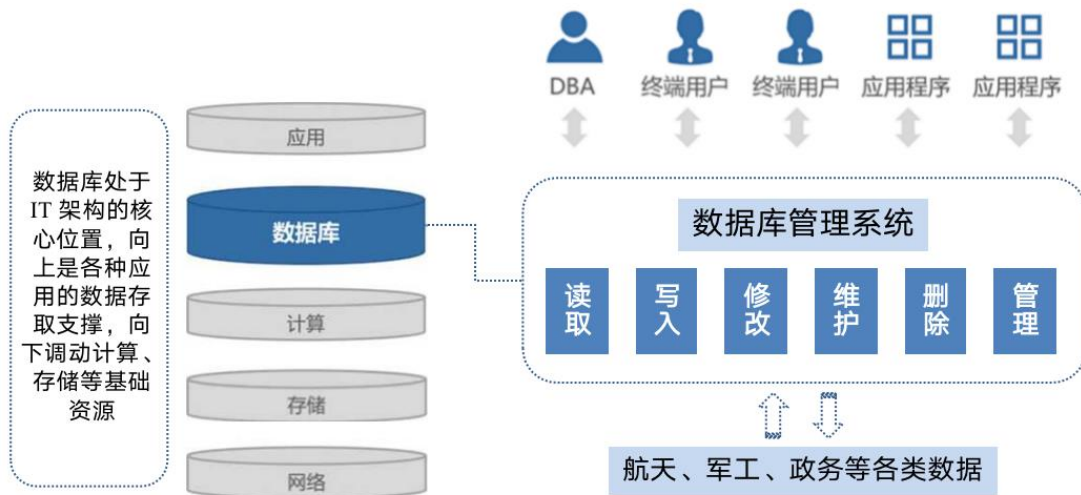 数据库处于
IT 架构的核
心位置，向
上是各种应
用的数据存
取支撑，向
下调动计算、
存储等基础
资源
应用
数据库
计算
存储
网络
DBA
终端用户
终端用户
应用程序
应用程序
数据库管理系统
读取
写入
修改
维护
删除
管理
航天、军工、政务等各类数据